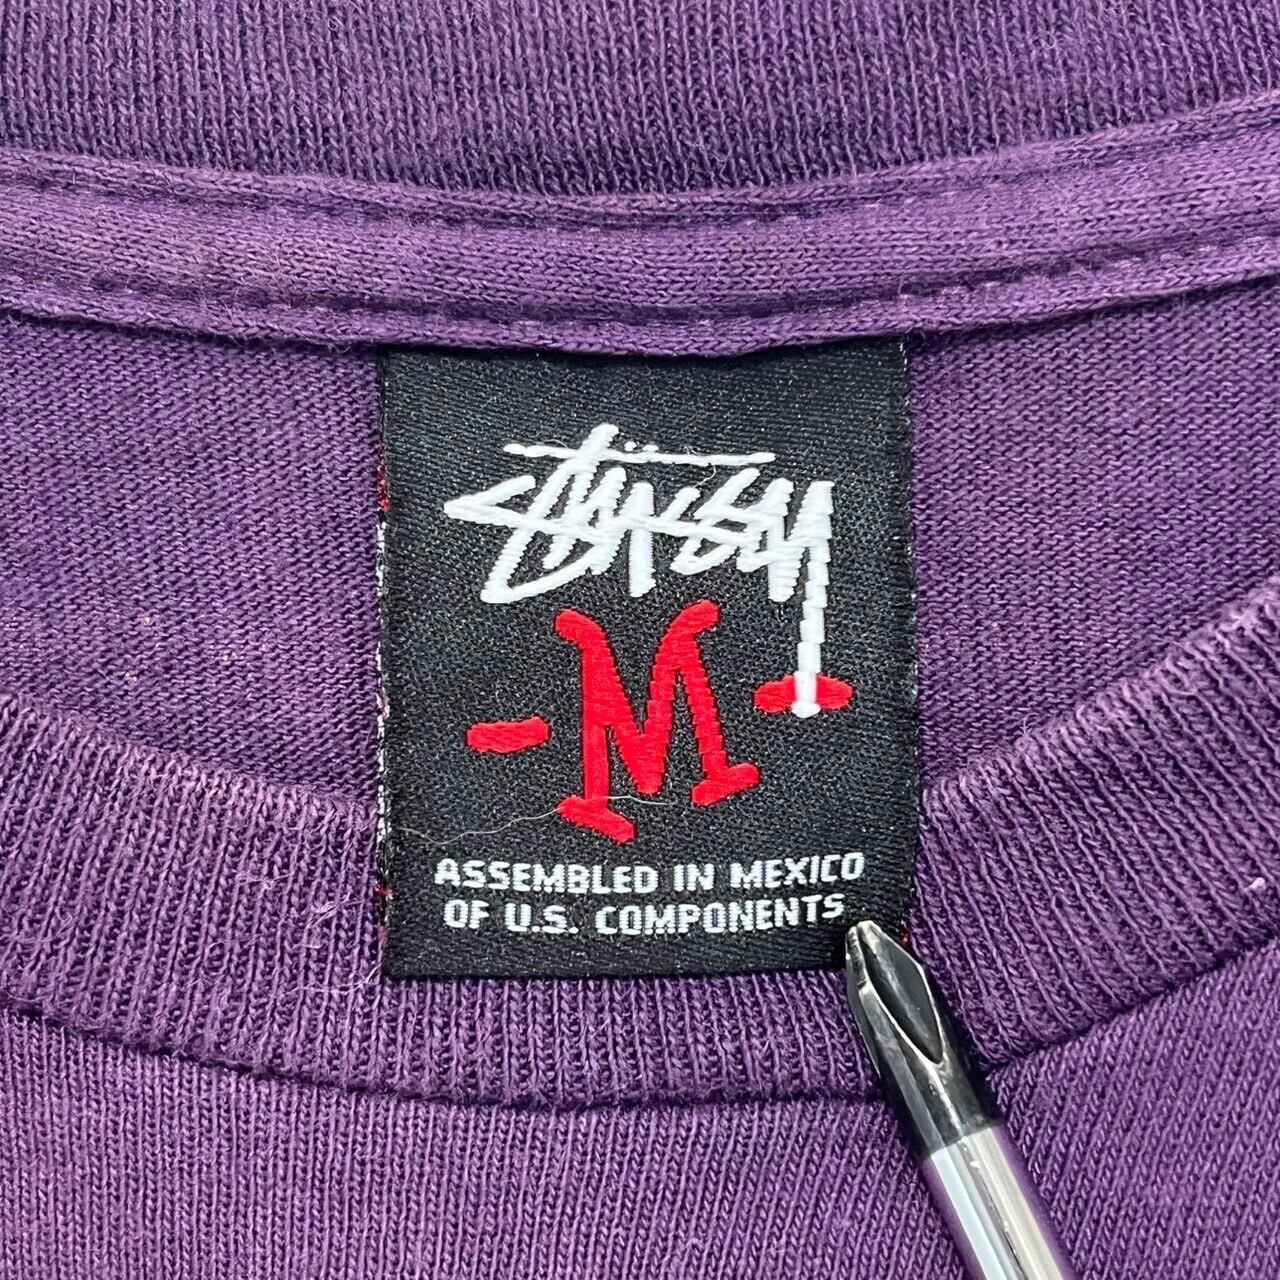 STÜSSY
-M-
ASSEMBLED IN MEXICO
OF U.S. COMPONENTS